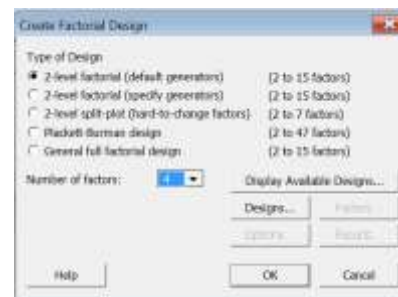 Create Factorial Design
Type of Design
2-level factorial (default generators) (2 to 15 factors)
2-level factorial (specify generators) (2 to 15 factors)
2-level split-plot (hard-to-change factors) (2 to 7 factors)
Plackett-Burman design (2 to 47 factors)
General full factorial design (2 to 15 factors)
Number of factors: 4 Display Available Designs...
Designs... Factors...
Options... Results...
Help OK Cancel